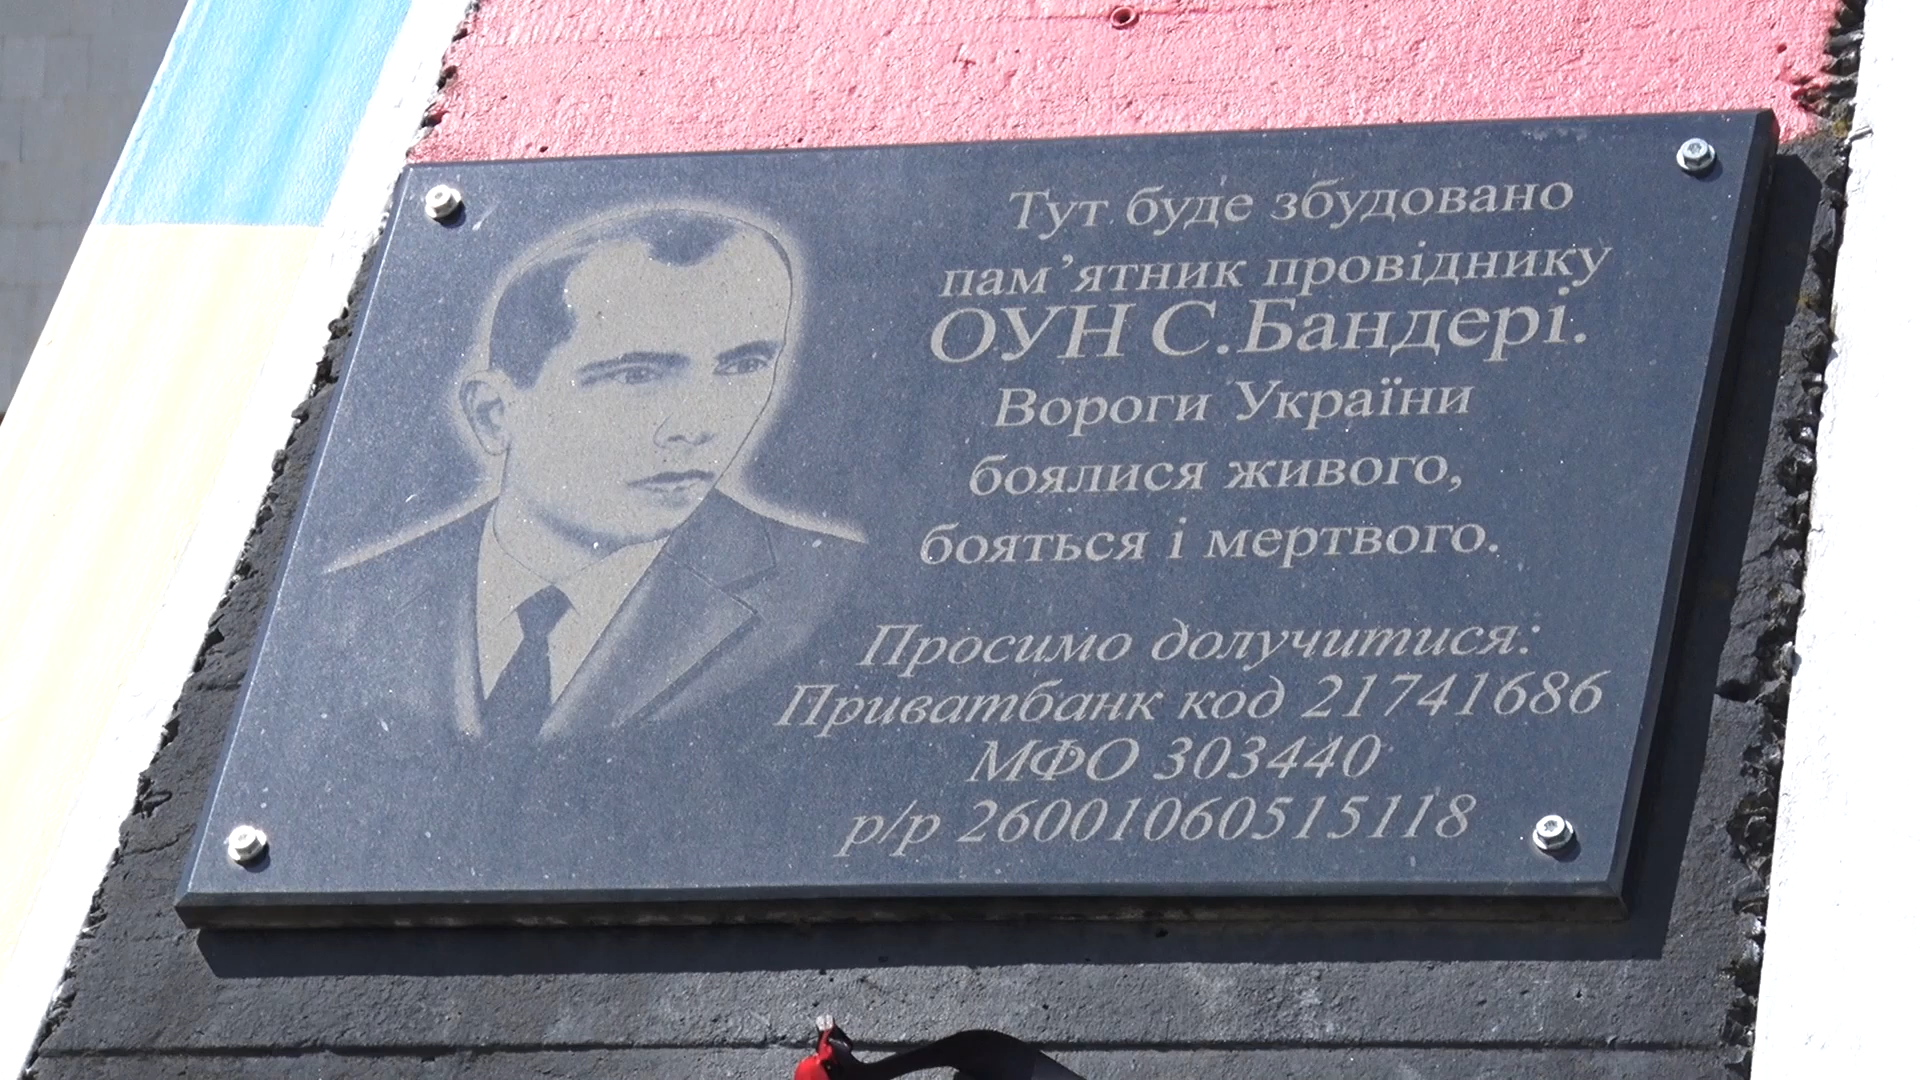 Тут буде збудовано
пам’ятник провіднику
ОУН С.Бандері.
Вороги України
боялися живого,
бояться і мертвого.
Просимо долучитися:
Приватбанк код 21741686
МФО 303440
р/р 26001060515118